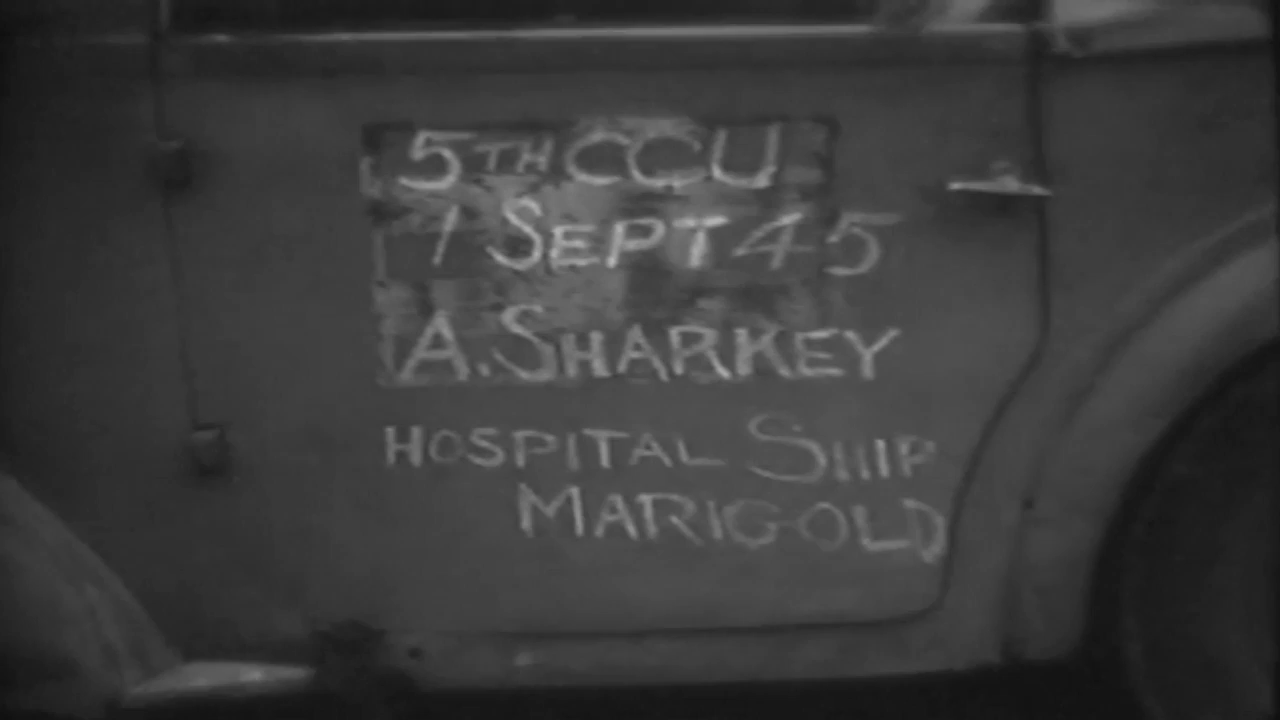 5TH CCU
1 SEPT 45
A. SHARKEY
HOSPITAL SHIP
MARIGOLD